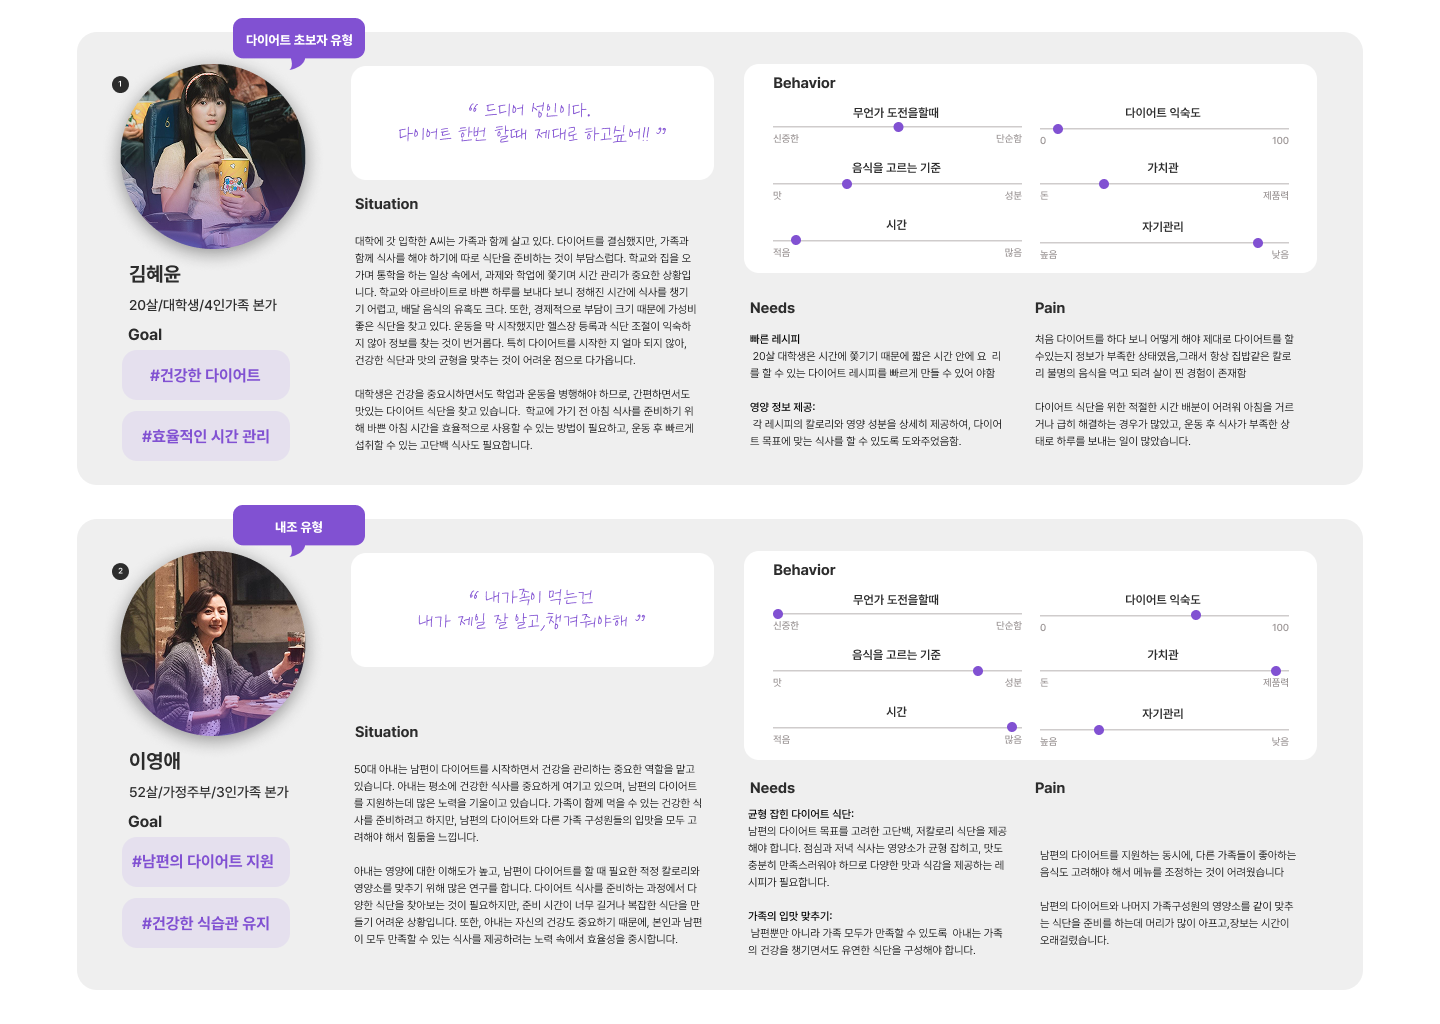 다이어트 초보자 유형
1
김혜윤
20살/대학생/4인가족 본가
Goal
#건강한 다이어트
#효율적인 시간 관리
“ 드디어 성인이다.
다이어트 한번 할때 제대로 하고싶어!! ”
Situation
대학에 갓 입학한 A씨는 가족과 함께 살고 있다. 다이어트를 결심했지만, 가족과
함께 식사를 해야 하기에 따로 식단을 준비하는 것이 부담스럽다. 학교와 집을 오
가며 통학을 하는 일상 속에서, 과제와 학업에 쫓기며 시간 관리가 중요한 상황입
니다. 학교와 아르바이트로 바쁜 하루를 보내다 보니 정해진 시간에 식사를 챙기
기 어렵고, 배달 음식의 유혹도 크다. 또한, 경제적으로 부담이 크기 때문에 가성비
좋은 식단을 찾고 있다. 운동을 막 시작했지만 헬스장 등록과 식단 조절이 익숙하
지 않아 정보를 찾는 것이 번거롭다. 특히 다이어트를 시작한 지 얼마 되지 않아,
건강한 식단과 맛의 균형을 맞추는 것이 어려운 점으로 다가옵니다.
대학생은 건강을 중요시하면서도 학업과 운동을 병행해야 하므로, 간편하면서도
맛있는 다이어트 식단을 찾고 있습니다. 학교에 가기 전 아침 식사를 준비하기 위
해 바쁜 아침 시간을 효율적으로 사용할 수 있는 방법이 필요하고, 운동 후 빠르게
섭취할 수 있는 고단백 식사도 필요합니다.
Behavior
무언가 도전을할때
신중한 단순함
다이어트 익숙도
0 100
음식을 고르는 기준
맛 성분
가치관
돈 제품력
시간
적음 많음
자기관리
높음 낮음
Needs
빠른 레시피
20살 대학생은 시간에 쫓기기 때문에 짧은 시간 안에 요 리
를 할 수 있는 다이어트 레시피를 빠르게 만들 수 있어 야함
영양 정보 제공:
각 레시피의 칼로리와 영양 성분을 상세히 제공하여, 다이어
트 목표에 맞는 식사를 할 수 있도록 도와주었음함.
Pain
처음 다이어트를 하다 보니 어떻게 해야 제대로 다이어트를 할
수있는지 정보가 부족한 상태였음,그래서 항상 집밥같은 칼로
리 불명의 음식을 먹고 되려 살이 찐 경험이 존재함
다이어트 식단을 위한 적절한 시간 배분이 어려워 아침을 거르
거나 급히 해결하는 경우가 많았고, 운동 후 식사가 부족한 상
태로 하루를 보내는 일이 많았습니다.
내조 유형
2
이영애
52살/가정주부/3인가족 본가
Goal
#남편의 다이어트 지원
#건강한 식습관 유지
“ 내가족이 먹는건
내가 제일 잘 알고,챙겨줘야해 ”
Situation
50대 아내는 남편이 다이어트를 시작하면서 건강을 관리하는 중요한 역할을 맡고
있습니다. 아내는 평소에 건강한 식사를 중요하게 여기고 있으며, 남편의 다이어트
를 지원하는데 많은 노력을 기울이고 있습니다. 가족이 함께 먹을 수 있는 건강한 식
사를 준비하려고 하지만, 남편의 다이어트와 다른 가족 구성원들의 입맛을 모두 고
려해야 해서 힘듦을 느낍니다.
아내는 영양에 대한 이해도가 높고, 남편이 다이어트를 할 때 필요한 적정 칼로리와
영양소를 맞추기 위해 많은 연구를 합니다. 다이어트 식사를 준비하는 과정에서 다
양한 식단을 찾아보는 것이 필요하지만, 준비 시간이 너무 길거나 복잡한 식단을 만
들기 어려운 상황입니다. 또한, 아내는 자신의 건강도 중요하기 때문에, 본인과 남편
이 모두 만족할 수 있는 식사를 제공하려는 노력 속에서 효율성을 중시합니다.
Behavior
무언가 도전을할때
신중한 단순함
다이어트 익숙도
0 100
음식을 고르는 기준
맛 성분
가치관
돈 제품력
시간
적음 많음
자기관리
높음 낮음
Needs
균형 잡힌 다이어트 식단:
남편의 다이어트 목표를 고려한 고단백, 저칼로리 식단을 제공
해야 합니다. 점심과 저녁 식사는 영양소가 균형 잡히고, 맛도
충분히 만족스러워야 하므로 다양한 맛과 식감을 제공하는 레
시피가 필요합니다.
가족의 입맛 맞추기:
남편뿐만 아니라 가족 모두가 만족할 수 있도록 아내는 가족
의 건강을 챙기면서도 유연한 식단을 구성해야 합니다.
Pain
남편의 다이어트를 지원하는 동시에, 다른 가족들이 좋아하는
음식도 고려해야 해서 메뉴를 조정하는 것이 어려웠습니다
남편의 다이어트와 나머지 가족구성원의 영양소를 같이 맞추
는 식단을 준비를 하는데 머리가 많이 아프고,장보는 시간이
오래걸렸습니다.